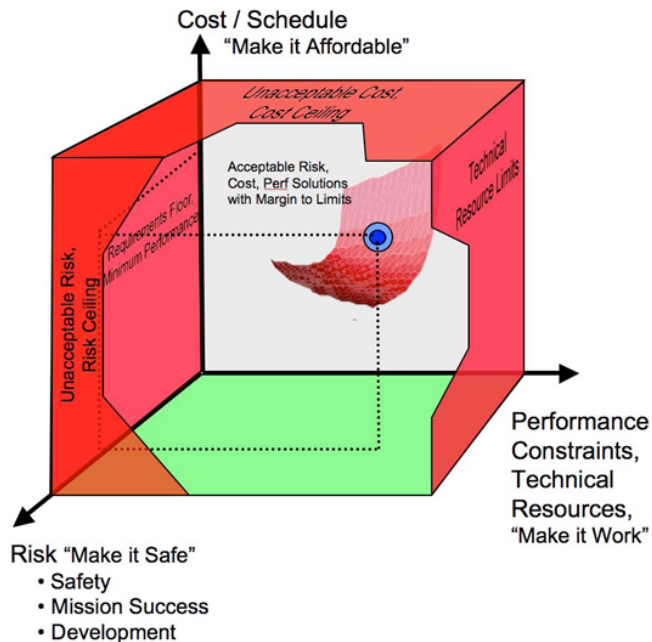 Cost / Schedule
“Make it Affordable”
Unacceptable Cost,
Cost Ceiling
Acceptable Risk,
Cost, Perf Solutions
with Margin to Limits
Technical
Resource Limits
Requirements Floor,
Minimum Performance
Unacceptable Risk,
Risk Ceiling
Performance
Constraints,
Technical
Resources,
“Make it Work”
Risk “Make it Safe”
• Safety
• Mission Success
• Development